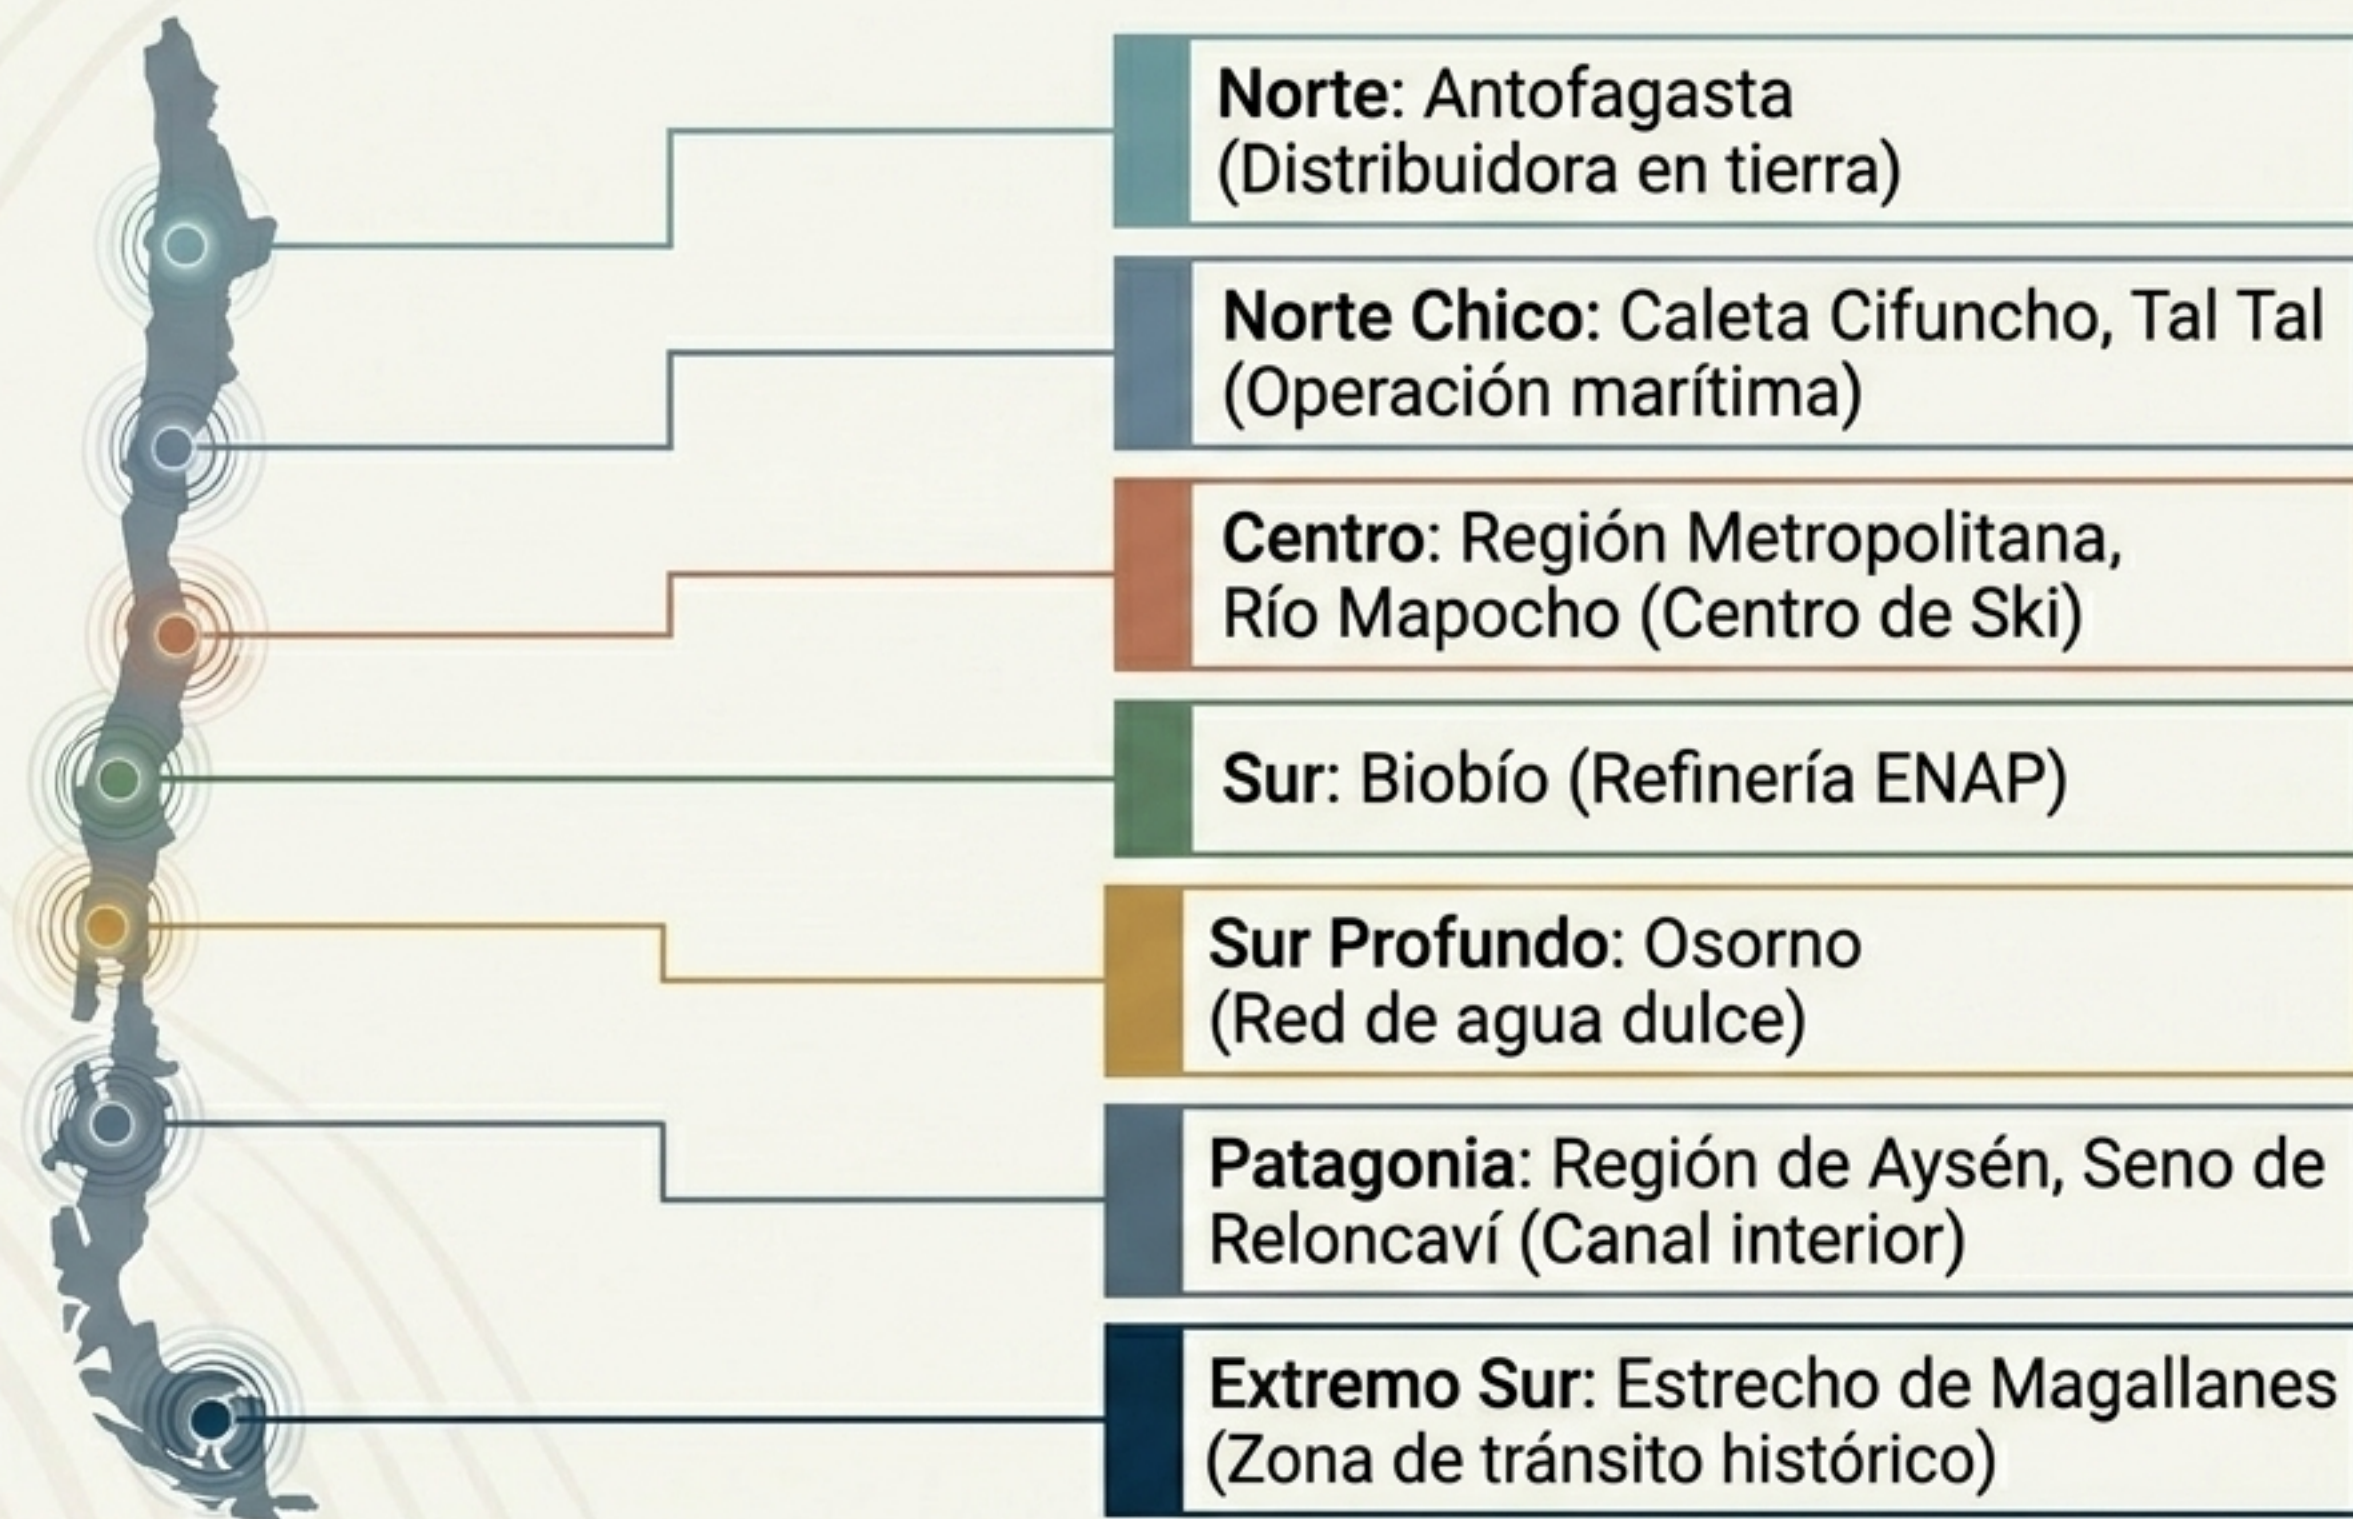 Norte: Antofagasta
(Distribuidora en tierra)
Norte Chico: Caleta Cifuncho, Tal Tal
(Operación marítima)
Centro: Región Metropolitana,
Río Mapocho (Centro de Ski)
Sur: Biobío (Refinería ENAP)
Sur Profundo: Osorno
(Red de agua dulce)
Patagonia: Región de Aysén, Seno de
Reloncaví (Canal interior)
Extremo Sur: Estrecho de Magallanes
(Zona de tránsito histórico)